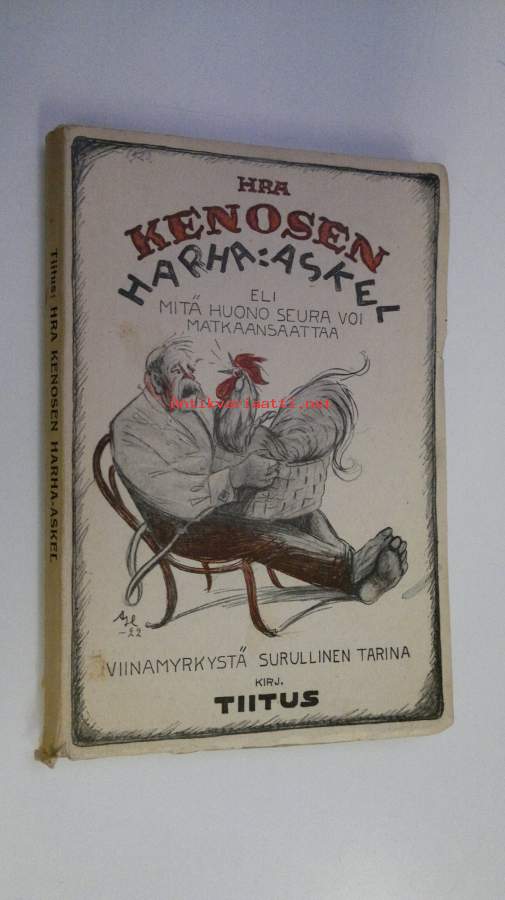 HRA
KENOSEN
HARHA:ASKEL
ELI
MITÄ HUONO SEURA VOI
MATKAANSAATTAA
Antikvariaatti.net
-22
VIINAMYRKYSTÄ SURULLINEN TARINA
KIRJ.
TIITUS
Tiitus: HRA KENOSEN HARHA-ASKEL